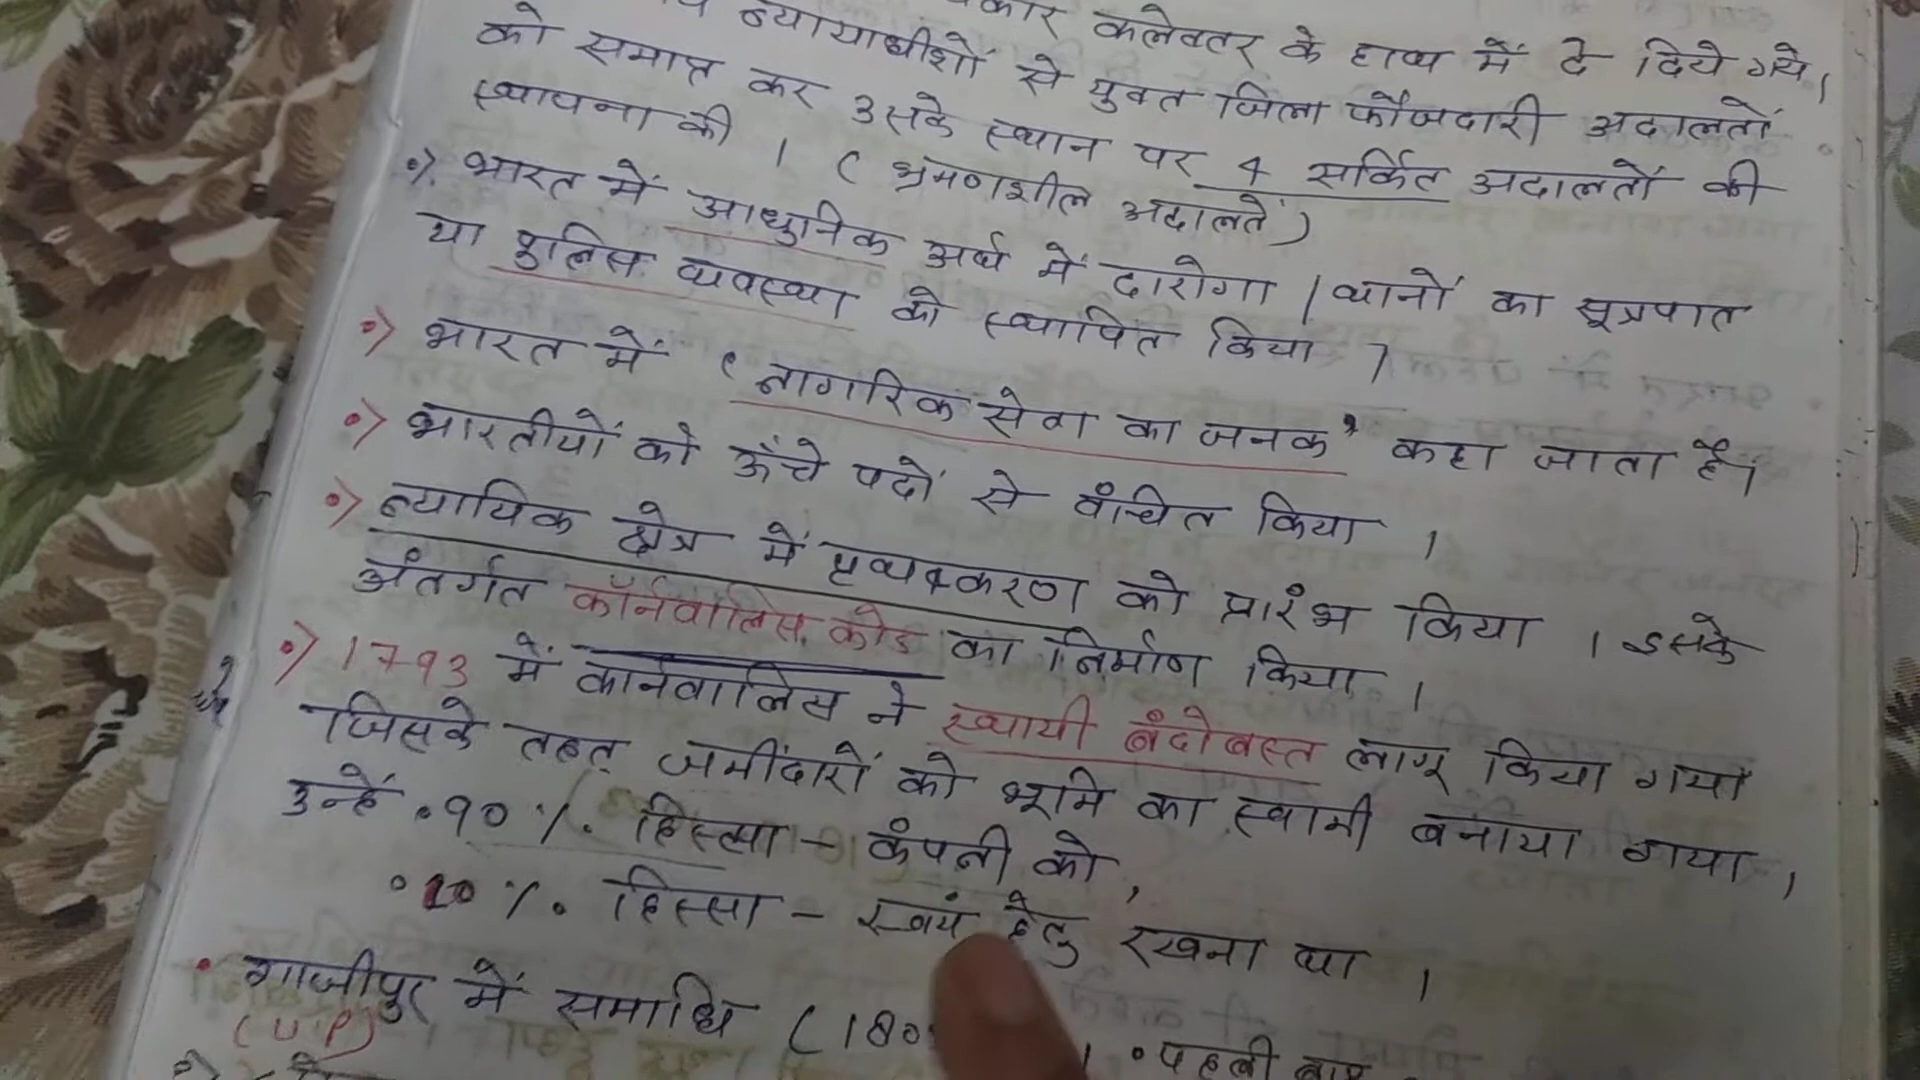 कलेक्टर के हाथ में दे दिये गये।
न्यायाधीशों से युक्त जिला फौजदारी अदालतों
को समाप्त कर उसके स्थान पर 4 सर्किट अदालतों की
स्थापना की । ( भ्रमणशील अदालतें )
भारत में आधुनिक अर्थ में दारोगा / थानों का सूत्रपात
या पुलिस व्यवस्था को स्थापित किया ।
भारत में 'नागरिक सेवा का जनक' कहा जाता है।
भारतीयों को ऊँचे पदों से वंचित किया ।
न्यायिक क्षेत्र में पृथक्करण को प्रारंभ किया । इसके
अंतर्गत कॉर्नवालिस कोड का निर्माण किया ।
1793 में कार्नवालिस ने स्थायी बंदोबस्त लागू किया गया
जिसके तहत् जमींदारों को भूमि का स्वामी बनाया गया ।
उन्हें • 90 % हिस्सा – कंपनी को ,
• 10 % हिस्सा – स्वयं हेतु रखना था ।
• गाजीपुर में समाधि ( 180 • पहली बार
(U.P)